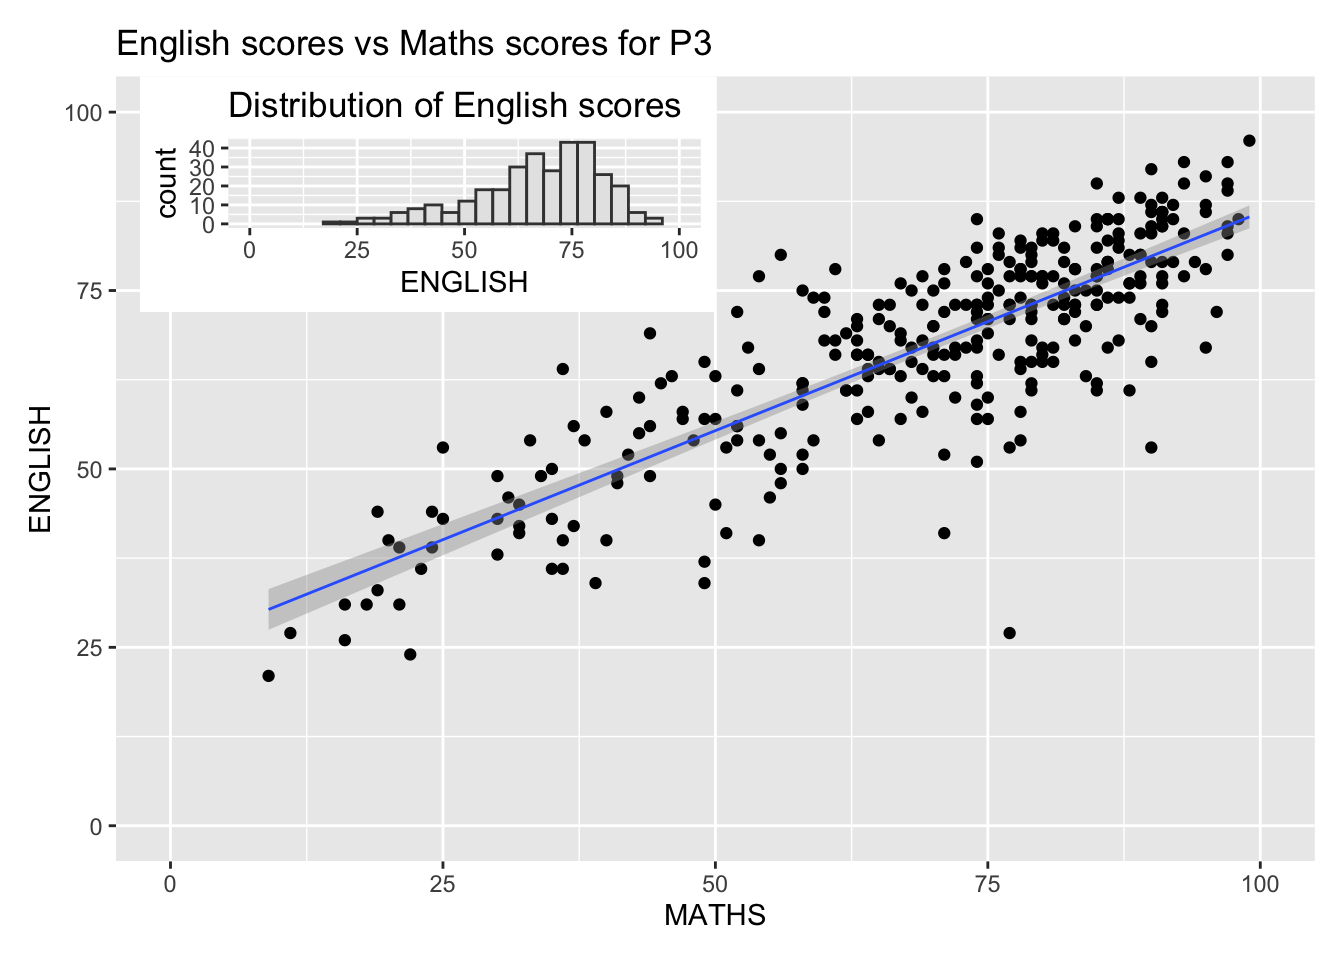 English scores vs Maths scores for P3
Distribution of English scores
count
40
30
20
10
0
0 25 50 75 100
ENGLISH
ENGLISH
100
75
50
25
0
0 25 50 75 100
MATHS